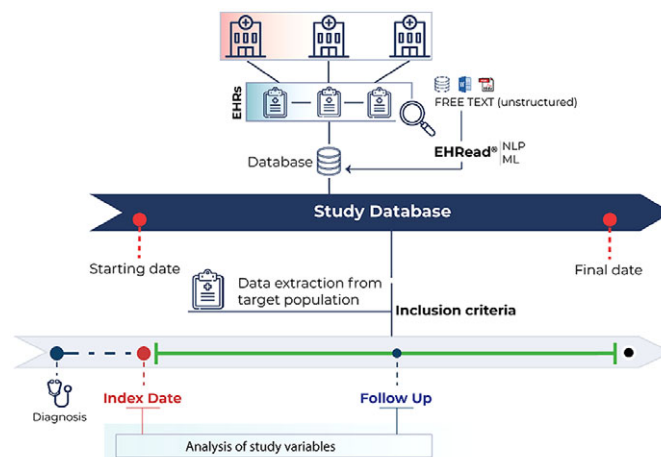 EHRs
FREE TEXT (unstructured)
EHRead® NLP
ML
Database
Study Database
Starting date
Final date
Data extraction from
target population
Inclusion criteria
Diagnosis
Index Date
Follow Up
Analysis of study variables